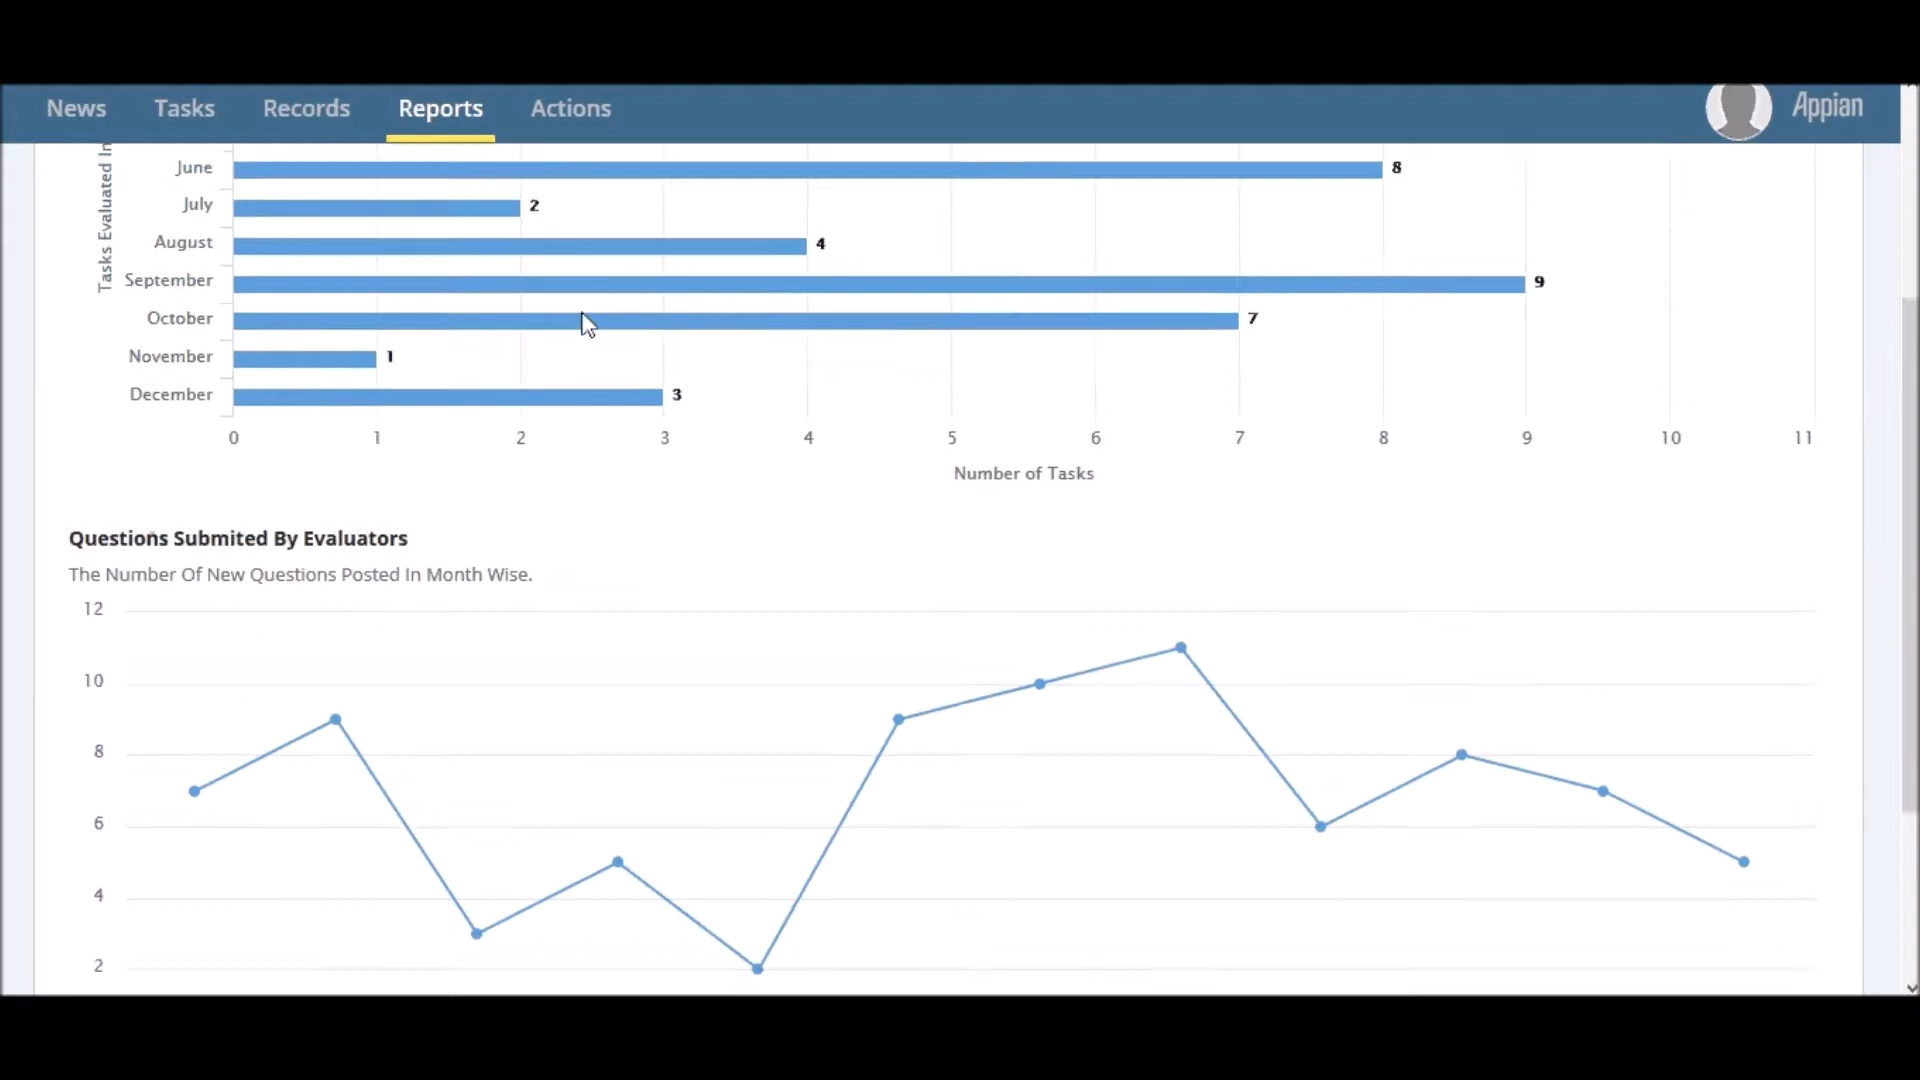 News Tasks Records Reports Actions Appian
Tasks Evaluated In
June 8
July 2
August 4
September 9
October 7
November 1
December 3
0 1 2 3 4 5 6 7 8 9 10 11
Number of Tasks
Questions Submited By Evaluators
The Number Of New Questions Posted In Month Wise.
12
10
8
6
4
2